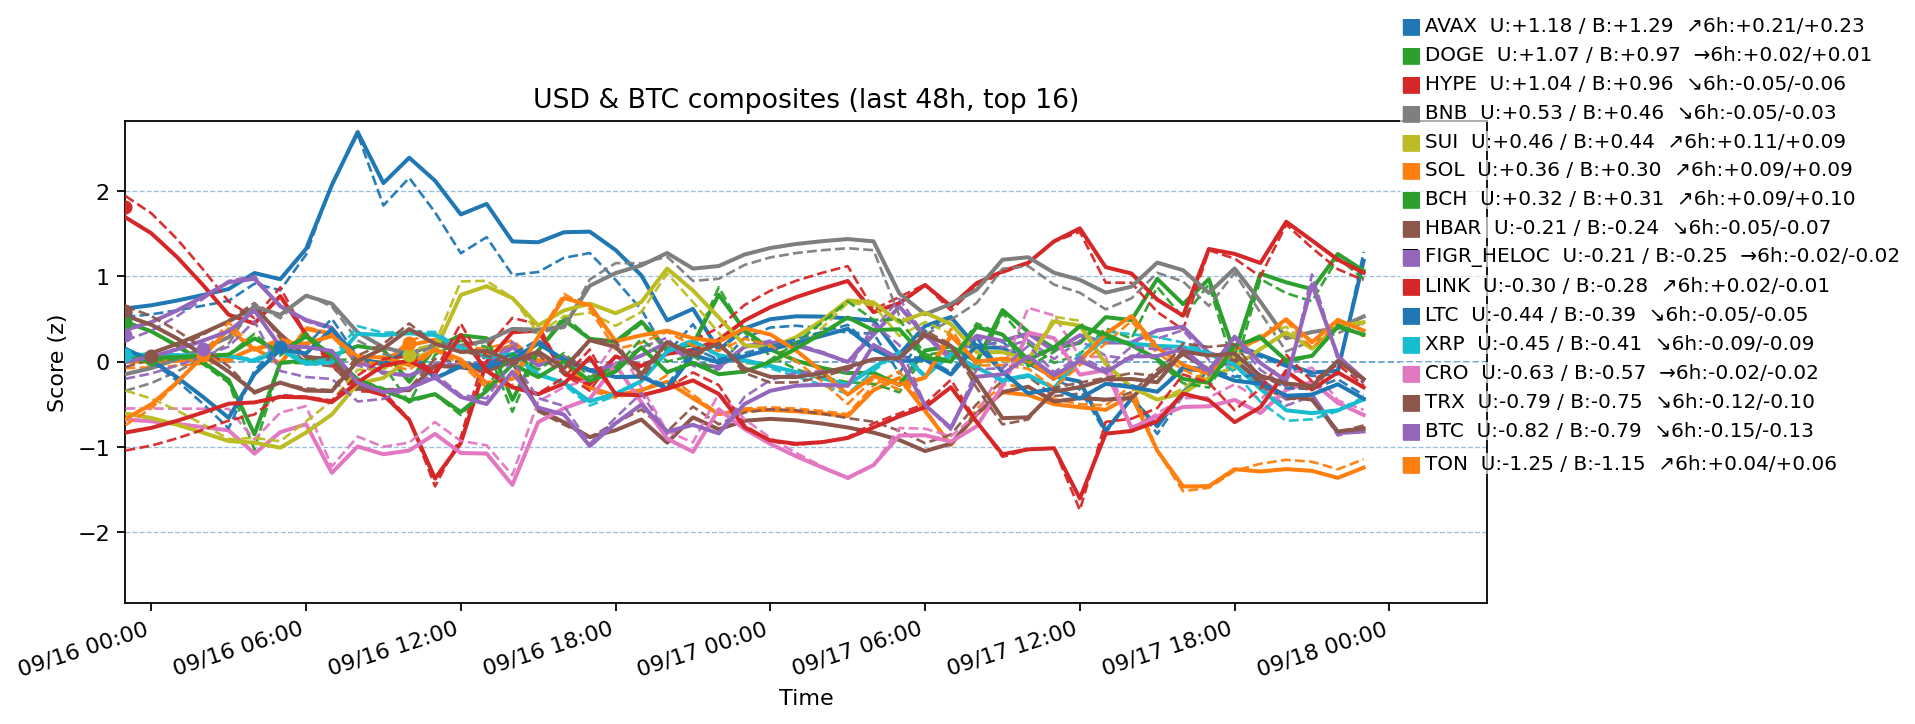 USD & BTC composites (last 48h, top 16)
AVAX U:+1.18 / B:+1.29 ↗6h:+0.21/+0.23
DOGE U:+1.07 / B:+0.97 →6h:+0.02/+0.01
HYPE U:+1.04 / B:+0.96 ↘6h:-0.05/-0.06
BNB U:+0.53 / B:+0.46 ↘6h:-0.05/-0.03
SUI U:+0.46 / B:+0.44 ↗6h:+0.11/+0.09
SOL U:+0.36 / B:+0.30 ↗6h:+0.09/+0.09
BCH U:+0.32 / B:+0.31 ↗6h:+0.09/+0.10
HBAR U:-0.21 / B:-0.24 ↘6h:-0.05/-0.07
FIGR_HELOC U:-0.21 / B:-0.25 →6h:-0.02/-0.02
LINK U:-0.30 / B:-0.28 ↗6h:+0.02/-0.01
LTC U:-0.44 / B:-0.39 ↘6h:-0.05/-0.05
XRP U:-0.45 / B:-0.41 ↘6h:-0.09/-0.09
CRO U:-0.63 / B:-0.57 →6h:-0.02/-0.02
TRX U:-0.79 / B:-0.75 ↘6h:-0.12/-0.10
BTC U:-0.82 / B:-0.79 ↘6h:-0.15/-0.13
TON U:-1.25 / B:-1.15 ↗6h:+0.04/+0.06
Score (z)
2
1
0
−1
−2
09/16 00:00
09/16 06:00
09/16 12:00
09/16 18:00
09/17 00:00
09/17 06:00
09/17 12:00
09/17 18:00
09/18 00:00
Time